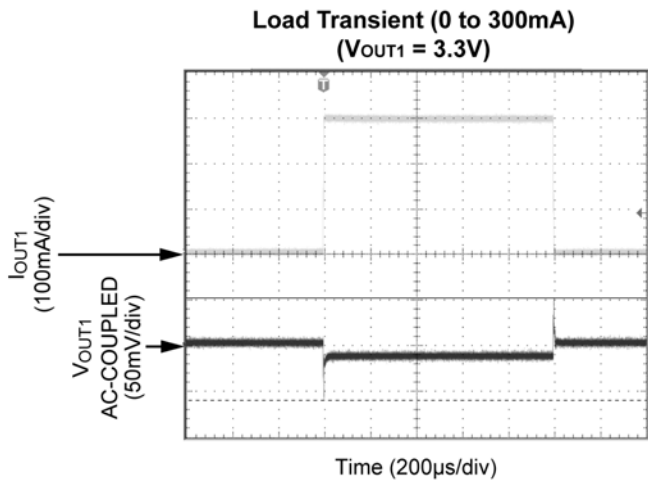 Load Transient (0 to 300mA)
(VOUT1 = 3.3V)
T
IOUT1
(100mA/div)
VOUT1
AC-COUPLED
(50mV/div)
Time (200µs/div)